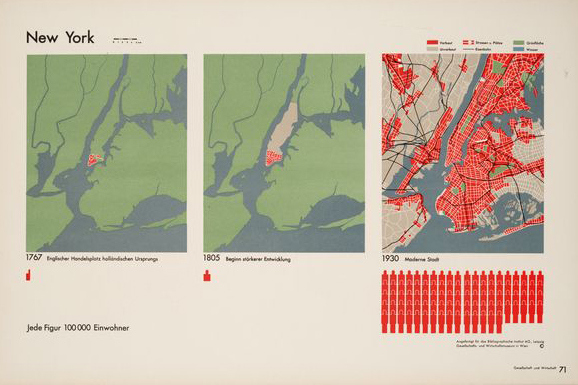 New York
Verbaut
Strassen u. Plätze
Grünfläche
Unverbaut
Eisenbahn
Wasser
1767 Englischer Handelsplatz holländischen Ursprungs
1805 Beginn stärkerer Entwicklung
1930 Moderne Stadt
Jede Figur 100 000 Einwohner
Angefertigt für das Bibliographische Institut AG, Leipzig
Gesellschafts- und Wirtschaftsmuseum in Wien ©
Gesellschaft und Wirtschaft 71